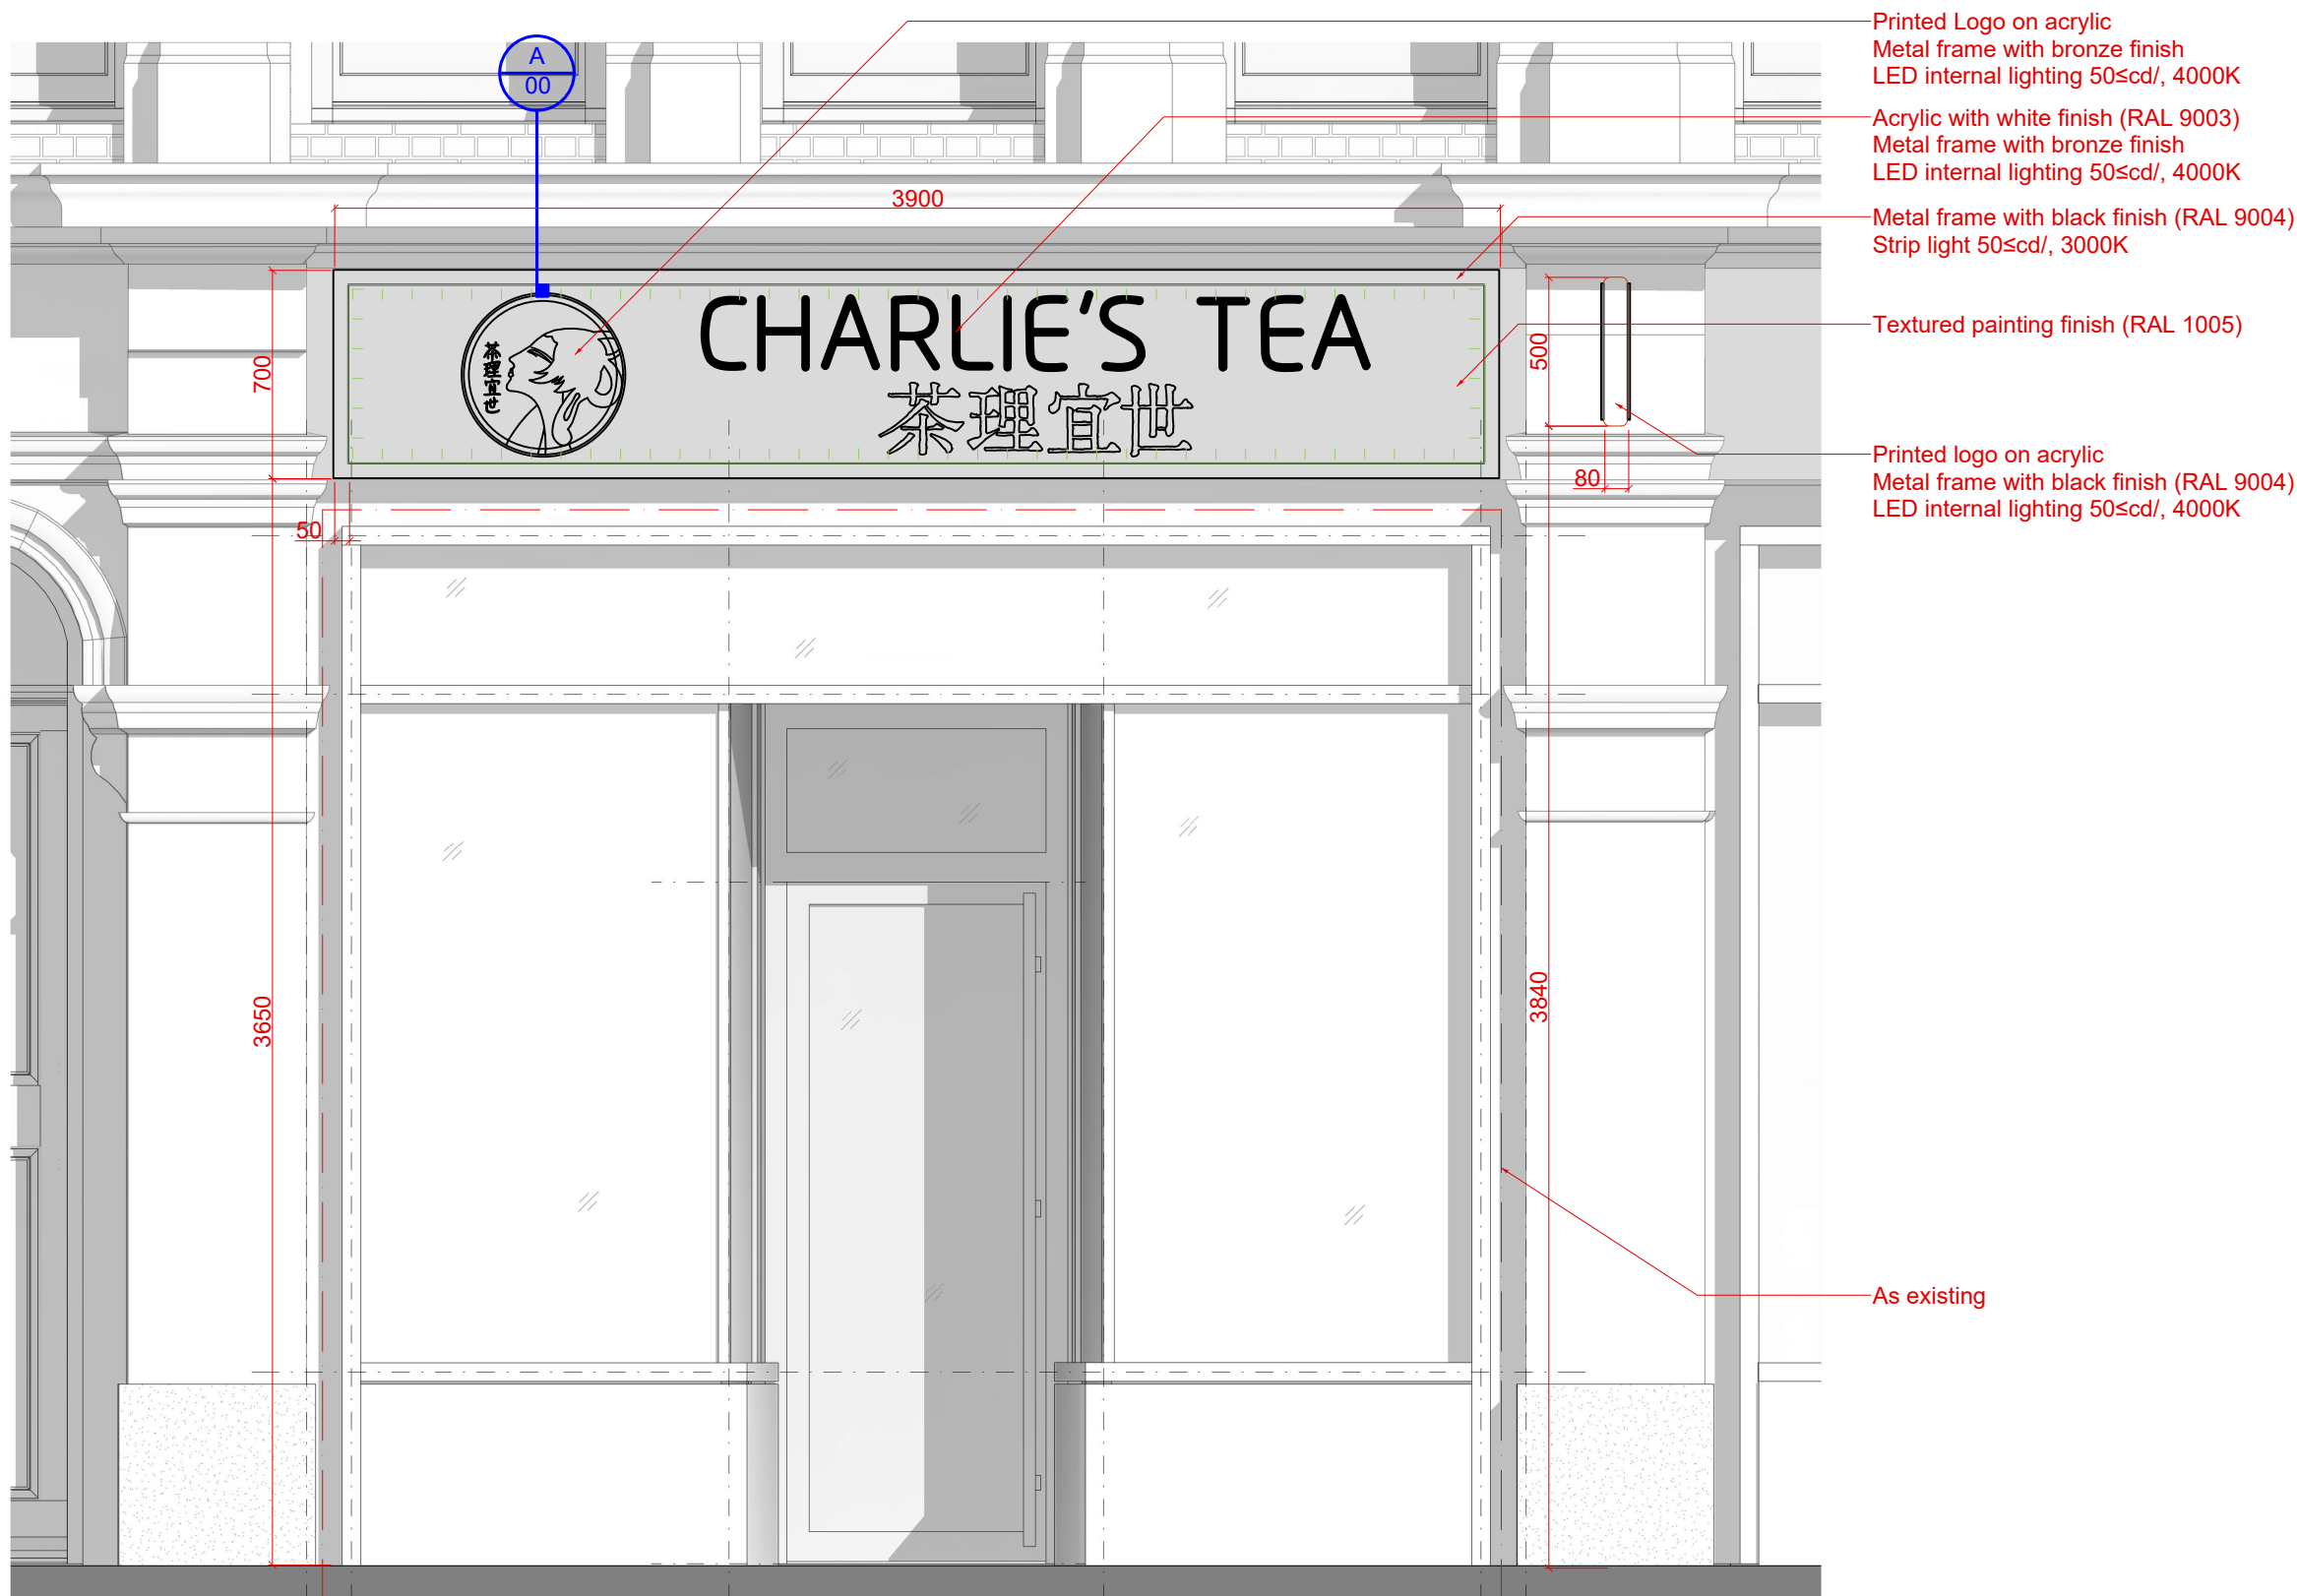 Printed Logo on acrylic
Metal frame with bronze finish
LED internal lighting 50≤cd/, 4000K
A
00
Acrylic with white finish (RAL 9003)
Metal frame with bronze finish
LED internal lighting 50≤cd/, 4000K
3900
Metal frame with black finish (RAL 9004)
Strip light 50≤cd/, 3000K
CHARLIE'S TEA
茶理宜世
茶理宜世
700
500
Textured painting finish (RAL 1005)
80
Printed logo on acrylic
Metal frame with black finish (RAL 9004)
LED internal lighting 50≤cd/, 4000K
50
3650
3840
As existing